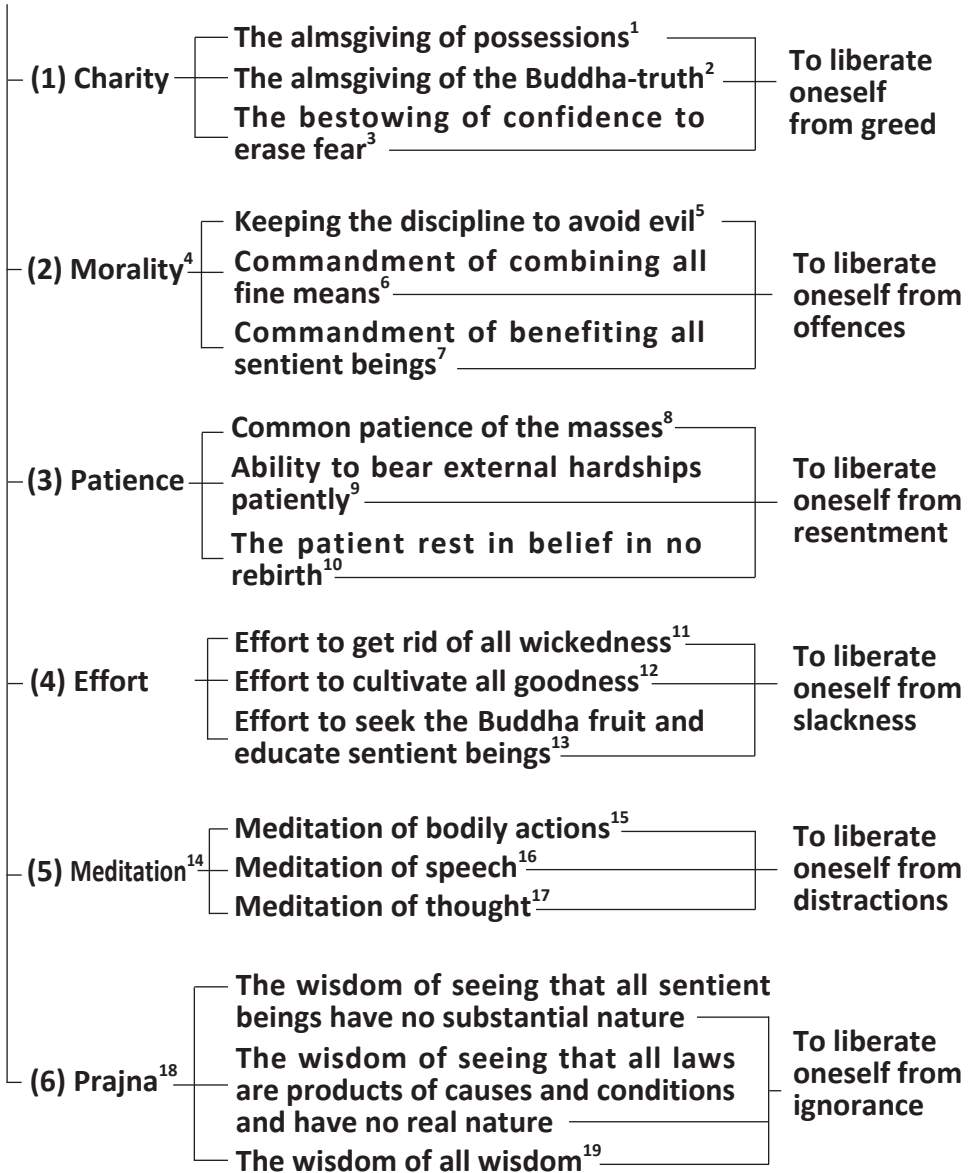 (1) Charity
The almsgiving of possessions1
The almsgiving of the Buddha-truth2
The bestowing of confidence to
erase fear3
To liberate
oneself
from greed
(2) Morality4
Keeping the discipline to avoid evil5
Commandment of combining all
fine means6
Commandment of benefiting all
sentient beings7
To liberate
oneself from
offences
(3) Patience
Common patience of the masses8
Ability to bear external hardships
patiently9
The patient rest in belief in no
rebirth10
To liberate
oneself from
resentment
(4) Effort
Effort to get rid of all wickedness11
Effort to cultivate all goodness12
Effort to seek the Buddha fruit and
educate sentient beings13
To liberate
oneself from
slackness
(5) Meditation14
Meditation of bodily actions15
Meditation of speech16
Meditation of thought17
To liberate
oneself from
distractions
(6) Prajna18
The wisdom of seeing that all sentient
beings have no substantial nature
The wisdom of seeing that all laws
are products of causes and conditions
and have no real nature
The wisdom of all wisdom19
To liberate
oneself from
ignorance